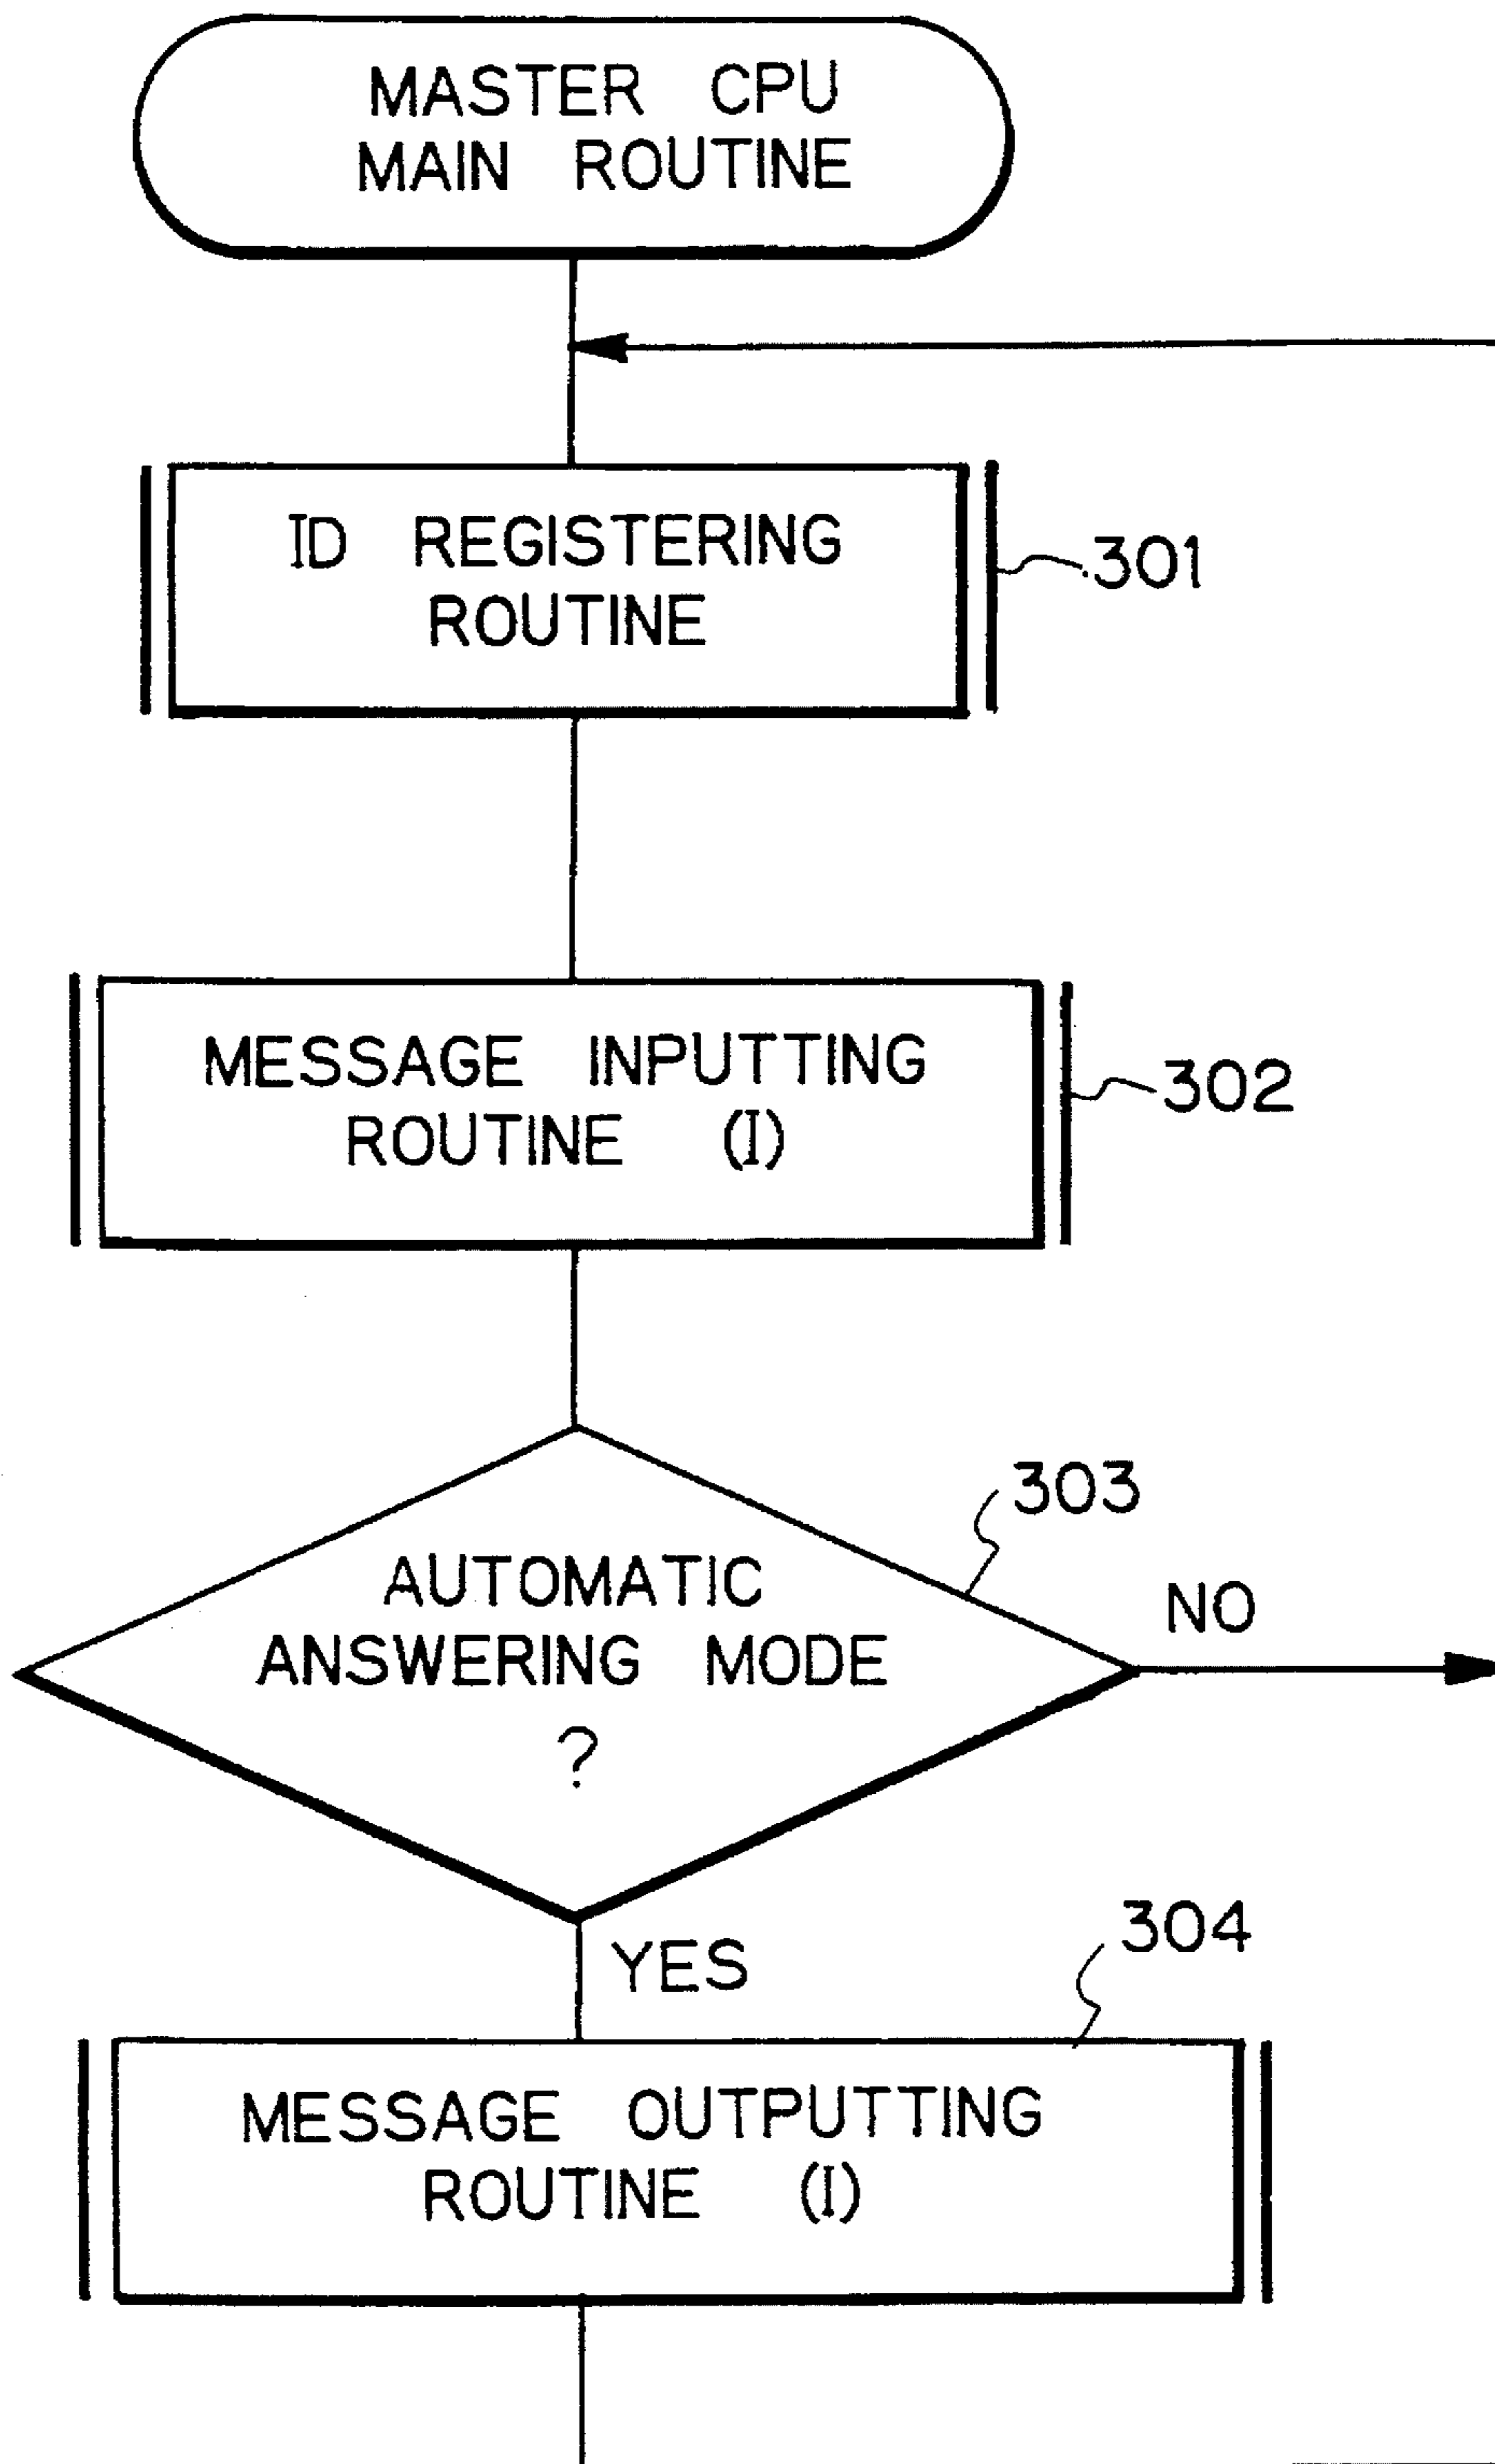 MASTER CPU
MAIN ROUTINE
ID REGISTERING
ROUTINE
301
MESSAGE INPUTTING
ROUTINE (I)
302
303
AUTOMATIC
ANSWERING MODE
?
NO
YES
304
MESSAGE OUTPUTTING
ROUTINE (I)